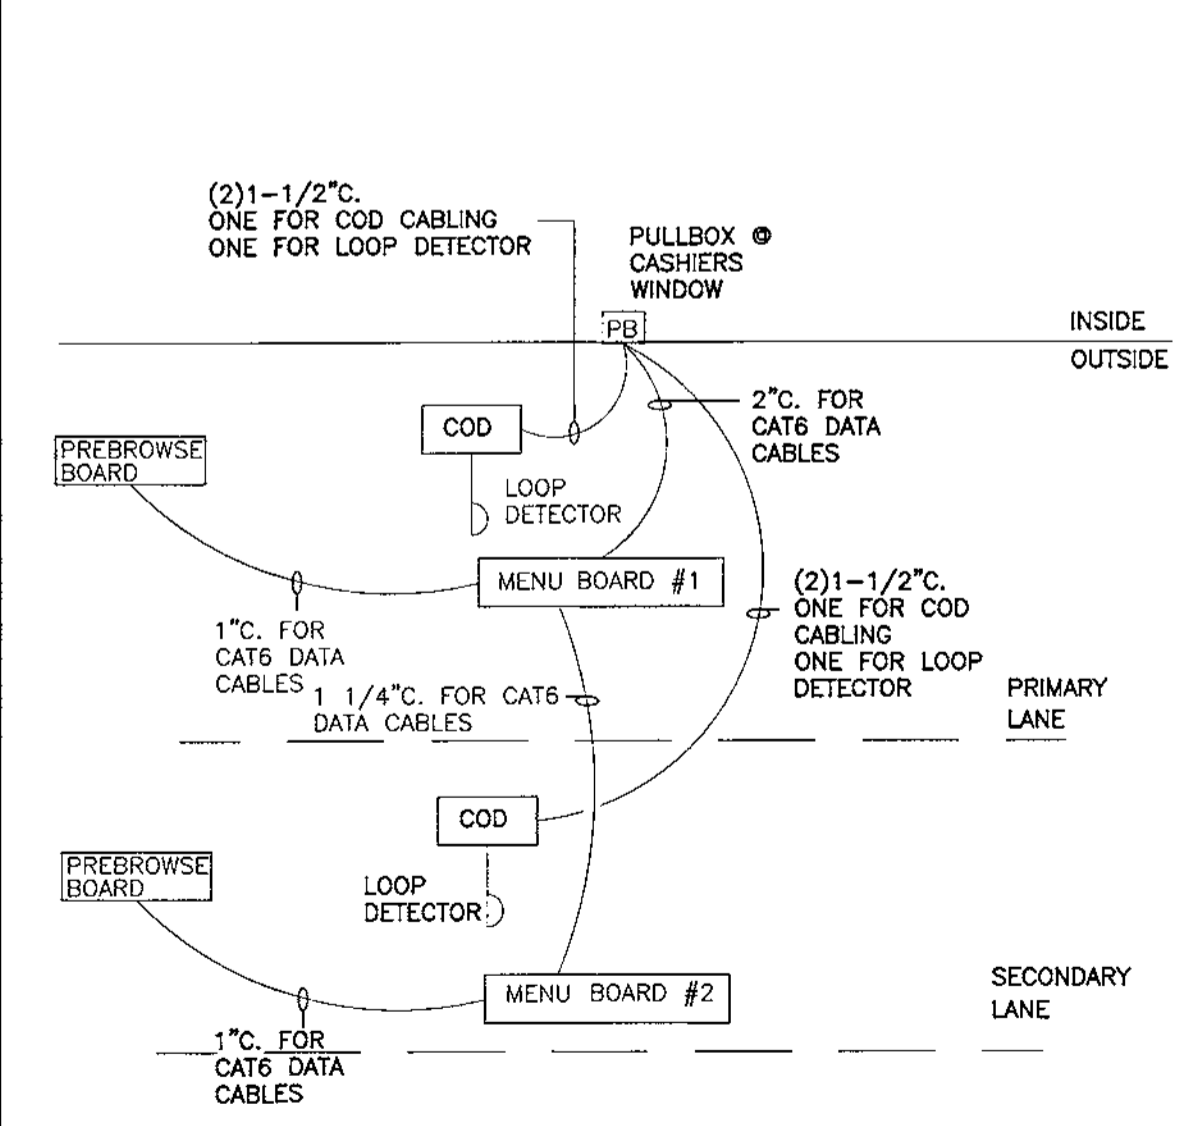 (2)1-1/2"C.
ONE FOR COD CABLING
ONE FOR LOOP DETECTOR
PULLBOX @
CASHIERS
WINDOW
PB
INSIDE
OUTSIDE
COD
2"C. FOR
CAT6 DATA
CABLES
PREBROWSE
BOARD
LOOP
DETECTOR
MENU BOARD #1
(2)1-1/2"C.
ONE FOR COD
CABLING
ONE FOR LOOP
DETECTOR
1"C. FOR
CAT6 DATA
CABLES
1 1/4"C. FOR CAT6
DATA CABLES
PRIMARY
LANE
COD
PREBROWSE
BOARD
LOOP
DETECTOR
MENU BOARD #2
SECONDARY
LANE
1"C. FOR
CAT6 DATA
CABLES